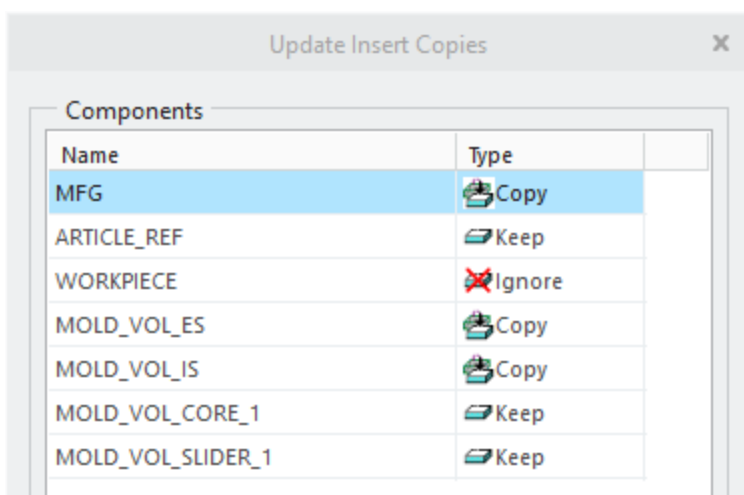 Update Insert Copies
Components
Name Type
MFG Copy
ARTICLE_REF Keep
WORKPIECE Ignore
MOLD_VOL_ES Copy
MOLD_VOL_IS Copy
MOLD_VOL_CORE_1 Keep
MOLD_VOL_SLIDER_1 Keep